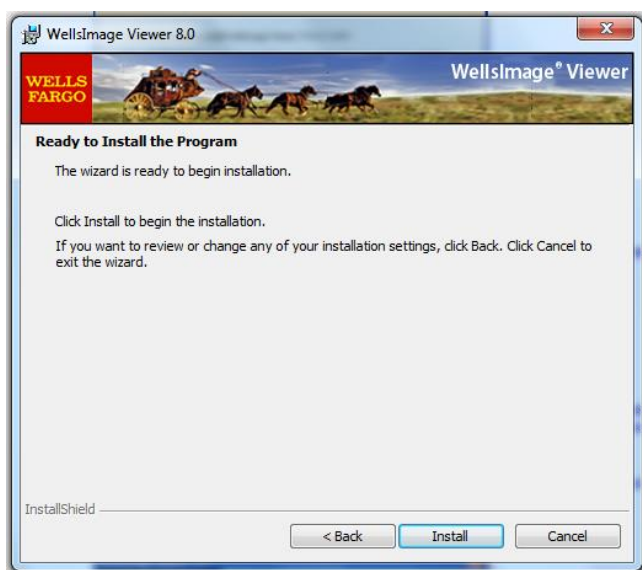 WellsImage Viewer 8.0
WELLS
FARGO
WellsImage® Viewer
Ready to Install the Program
The wizard is ready to begin installation.
Click Install to begin the installation.
If you want to review or change any of your installation settings, click Back. Click Cancel to
exit the wizard.
InstallShield
< Back
Install
Cancel